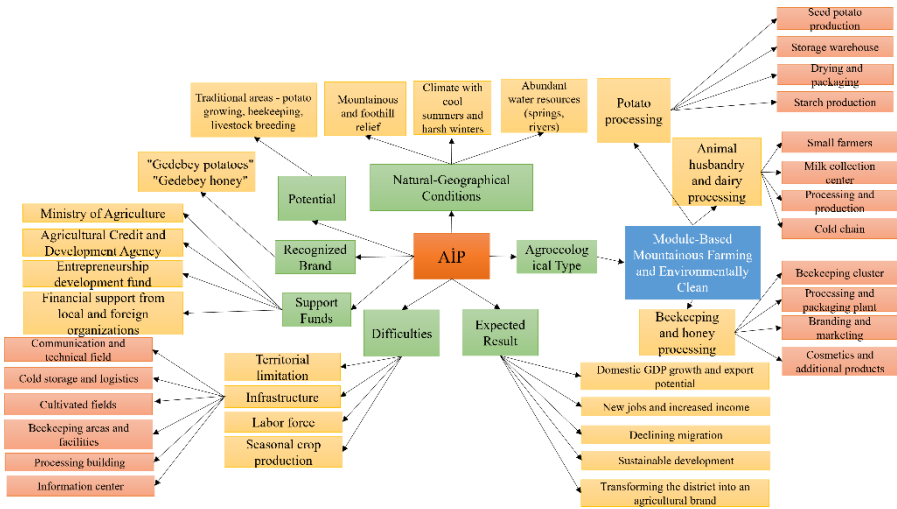 Seed potato
production
Storage warehouse
Drying and
packaging
Starch production
Potato
processing
Traditional areas - potato
growing, beekeeping,
livestock breeding
Mountainous
and foothill
relief
Climate with
cool
summers and
harsh winters
Abundant
water resources
(springs,
rivers)
Animal
husbandry
and dairy
processing
Small farmers
Milk collection
center
Processing and
production
Cold chain
"Gedebey potatoes"
"Gedebey honey"
Potential
Natural-Geographical
Conditions
Ministry of Agriculture
Agricultural Credit and
Development Agency
Entrepreneurship
development fund
Financial support from
local and foreign
organizations
Recognized
Brand
AİP
Agroccolog
ical Type
Module-Based
Mountainous Farming
and Environmentally
Clean
Support
Funds
Difficulties
Expected
Result
Beekeeping
and honey
processing
Beekeeping cluster
Processing and
packaging plant
Branding and
marketing
Cosmetics and
additional products
Communication and
technical field
Cold storage and logistics
Cultivated fields
Beekeeping areas and
facilities
Processing building
Information center
Territorial
limitation
Infrastructure
Labor force
Seasonal crop
production
Domestic GDP growth and export
potential
New jobs and increased income
Declining migration
Sustainable development
Transforming the district into an
agricultural brand